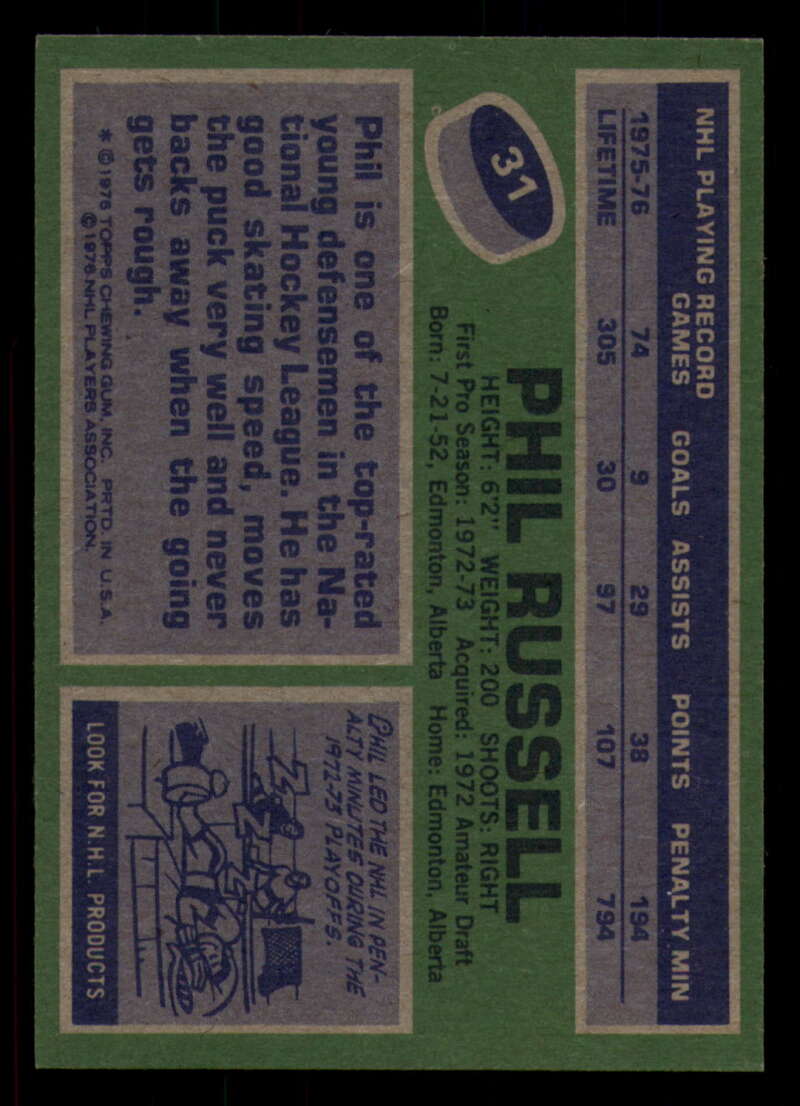 NHL PLAYING RECORD
GAMES GOALS ASSISTS POINTS PENALTY MIN
1975-76 74 9 29 38 194
LIFETIME 305 30 97 107 794
31
PHIL RUSSELL
HEIGHT: 6'2" WEIGHT: 200 SHOOTS: RIGHT
First Pro Season: 1972-73 Acquired: 1972 Amateur Draft
Born: 7-21-52, Edmonton, Alberta Home: Edmonton, Alberta
Phil is one of the top-rated
young defensemen in the Na-
tional Hockey League. He has
good skating speed, moves
the puck very well and never
backs away when the going
gets rough.
* ©1976 TOPPS CHEWING GUM, INC. PRTD. IN U.S.A.
©1976 NHL PLAYERS ASSOCIATION.
PHIL LED THE NHL IN PEN-
ALTY MINUTES DURING THE
1972-73 PLAYOFFS.
LOOK FOR N.H.L. PRODUCTS